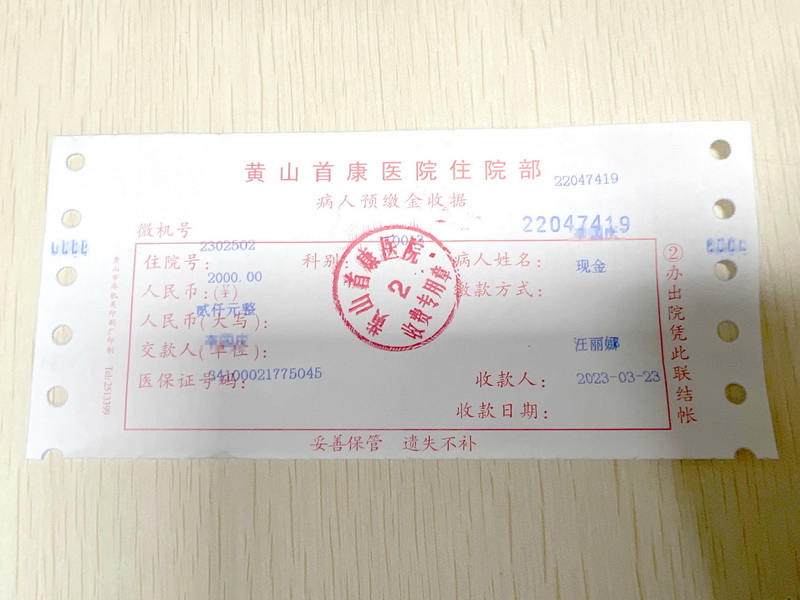 黄山首康医院住院部
22047419
病人预缴金收据
微机号
22047419
2302502
住院号： 科别： 病人姓名：
现金
2000.00
人民币：(¥) 缴款方式：
贰仟元整
人民币(大写)：
交款人(单位)： 汪丽娜
医保证号码： 34100021775045 收款人： 2023-03-23
收款日期：
妥善保管 遗失不补
②办出院凭此联结帐
黄山首康医院
2
收费专用章
Tel: 2513399